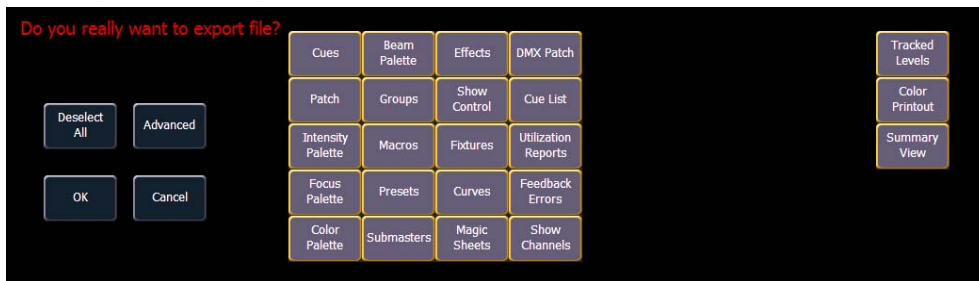 Do you really want to export file?
Deselect
All
Advanced
OK
Cancel
Cues
Beam
Palette
Effects
DMX Patch
Patch
Groups
Show
Control
Cue List
Intensity
Palette
Macros
Fixtures
Utilization
Reports
Focus
Palette
Presets
Curves
Feedback
Errors
Color
Palette
Submasters
Magic
Sheets
Show
Channels
Tracked
Levels
Color
Printout
Summary
View